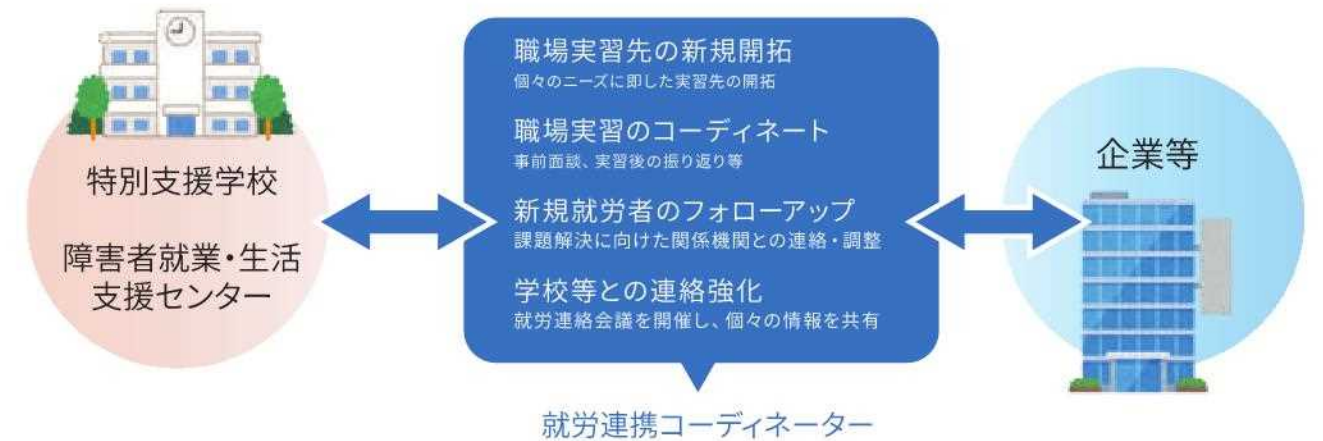 特別支援学校
障害者就業・生活
支援センター
職場実習先の新規開拓
個々のニーズに即した実習先の開拓
職場実習のコーディネート
事前面談、実習後の振り返り等
新規就労者のフォローアップ
課題解決に向けた関係機関との連絡・調整
学校等との連絡強化
就労連絡会議を開催し、個々の情報を共有
就労連携コーディネーター
企業等